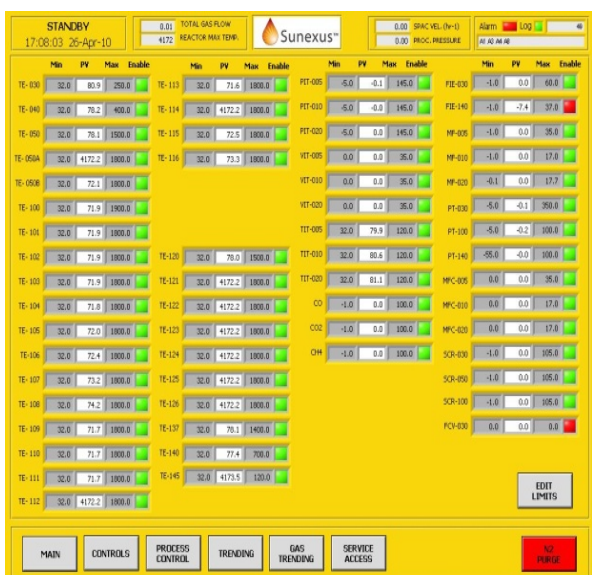 STANDBY
17:08:03 26-Apr-10
0.01 TOTAL GAS FLOW
4172 REACTOR MAX TEMP.
Sunexus™
0.00 SPAC VEL. (hr-1)
0.00 PROC. PRESSURE
Alarm Log 48
A1 A3 A4 A8
Min PV Max Enable
TE-030 32.0 80.9 250.0
TE-040 32.0 78.2 400.0
TE-050 32.0 78.1 1500.0
TE-050A 32.0 4172.2 1800.0
TE-050B 32.0 72.1 1800.0
TE-100 32.0 71.9 1900.0
TE-101 32.0 71.9 1800.0
TE-102 32.0 71.9 1800.0
TE-103 32.0 71.9 1800.0
TE-104 32.0 71.8 1800.0
TE-105 32.0 72.0 1800.0
TE-106 32.0 72.4 1800.0
TE-107 32.0 73.2 1800.0
TE-108 32.0 74.2 1800.0
TE-109 32.0 71.7 1800.0
TE-110 32.0 71.7 1800.0
TE-111 32.0 71.7 1800.0
TE-112 32.0 4172.2 1800.0
Min PV Max Enable
TE-113 32.0 71.6 1800.0
TE-114 32.0 4172.2 1800.0
TE-115 32.0 72.5 1800.0
TE-116 32.0 73.3 1800.0
TE-120 32.0 78.0 1500.0
TE-121 32.0 4172.2 1800.0
TE-122 32.0 4172.2 1800.0
TE-123 32.0 4172.2 1800.0
TE-124 32.0 4172.2 1800.0
TE-125 32.0 4172.2 1800.0
TE-126 32.0 4172.2 1800.0
TE-137 32.0 78.1 1400.0
TE-140 32.0 77.4 700.0
TE-145 32.0 4173.5 120.0
Min PV Max Enable
PIT-005 -5.0 -0.1 145.0
PIT-010 -5.0 -0.0 145.0
PIT-020 -5.0 0.0 145.0
VIT-005 0.0 0.0 35.0
VIT-010 0.0 0.0 35.0
VIT-020 0.0 0.0 35.0
TIT-005 32.0 79.9 120.0
TIT-010 32.0 80.6 120.0
TIT-020 32.0 81.1 120.0
CO -1.0 0.0 100.0
CO2 -1.0 0.0 100.0
CH4 -1.0 0.0 100.0
Min PV Max Enable
FIE-030 -1.0 0.0 60.0
FIE-140 -1.0 -7.4 37.0
MF-005 -1.0 0.0 35.0
MF-010 -1.0 0.0 17.0
MF-020 -0.1 0.0 17.7
PT-030 -5.0 -0.1 350.0
PT-100 -5.0 -0.2 100.0
PT-140 -55.0 -0.0 100.0
MFC-005 0.0 0.0 35.0
MFC-010 0.0 0.0 17.0
MFC-020 0.0 0.0 17.0
SCR-030 -1.0 0.0 105.0
SCR-050 -1.0 0.0 105.0
SCR-100 -1.0 0.0 105.0
PCV-030 0.0 0.0 0.0
EDIT
LIMITS
MAIN
CONTROLS
PROCESS
CONTROL
TRENDING
GAS
TRENDING
SERVICE
ACCESS
N2
PURGE